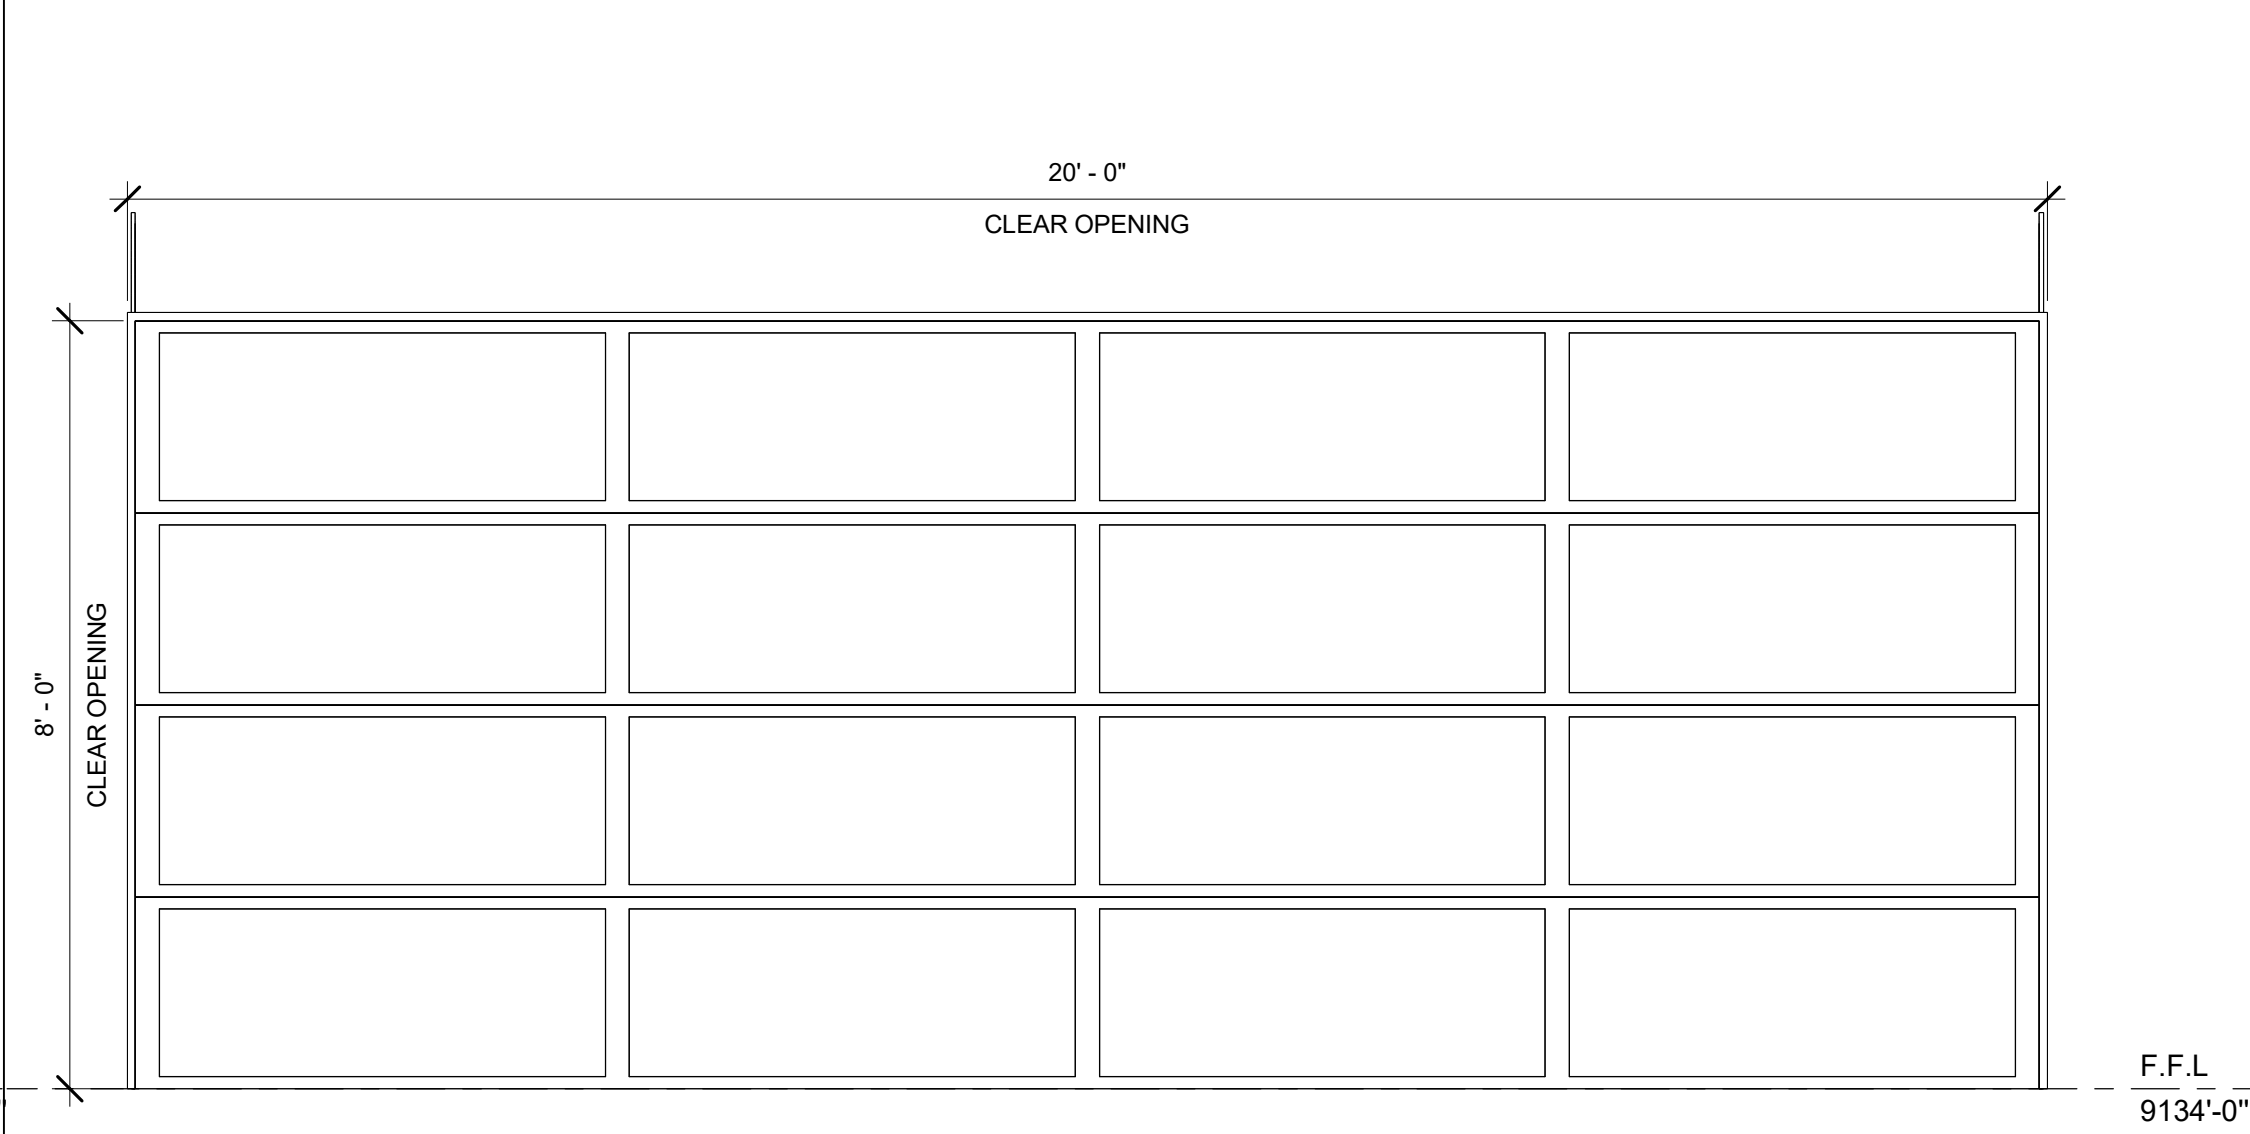 20' - 0"
CLEAR OPENING
8' - 0"
CLEAR OPENING
F.F.L
9134'-0"